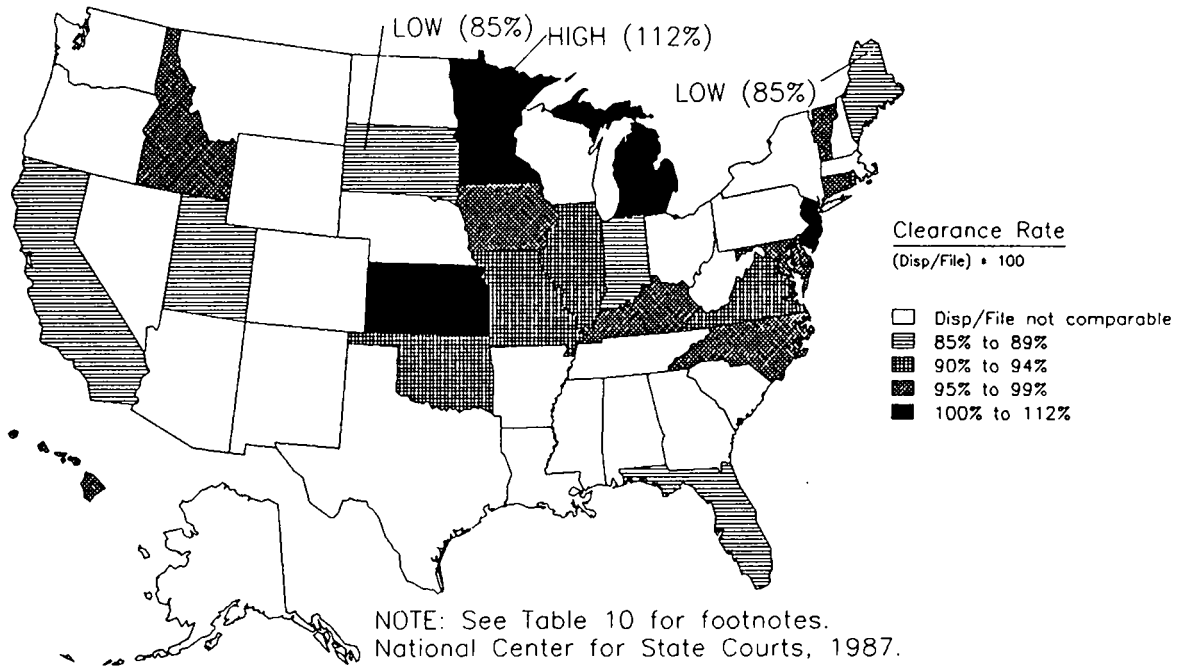 LOW (85%)
HIGH (112%)
LOW (85%)
Clearance Rate
(Disp/File) * 100
Disp/File not comparable
85% to 89%
90% to 94%
95% to 99%
100% to 112%
NOTE: See Table 10 for footnotes.
National Center for State Courts, 1987.